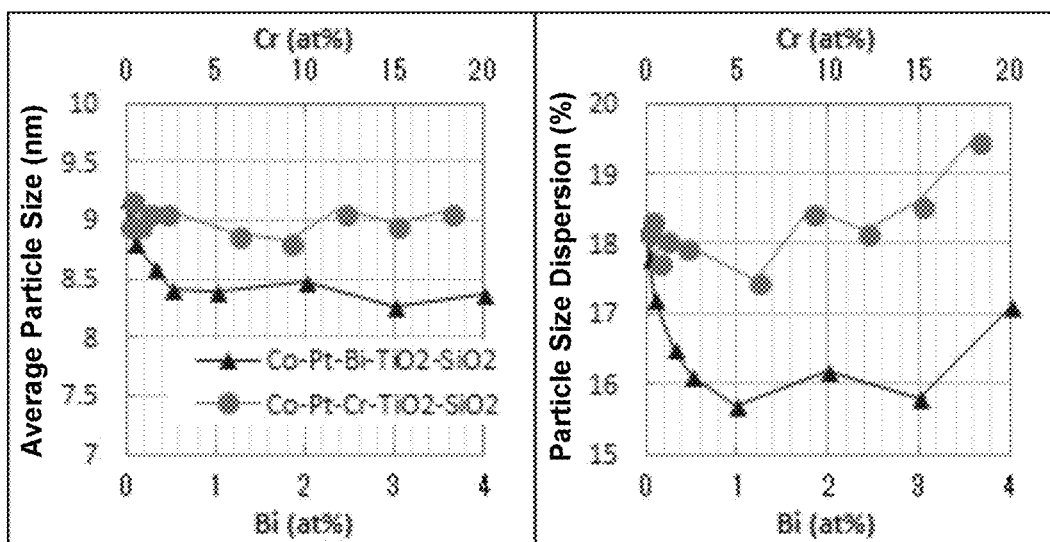 Cr (at%)
0 5 10 15 20
Average Particle Size (nm)
10
9.5
9
8.5
8
7.5
7
Co-Pt-Bi-TiO2-SiO2
Co-Pt-Cr-TiO2-SiO2
0 1 2 3 4
Bi (at%)
Cr (at%)
0 5 10 15 20
Particle Size Dispersion (%)
20
19
18
17
16
15
0 1 2 3 4
Bi (at%)